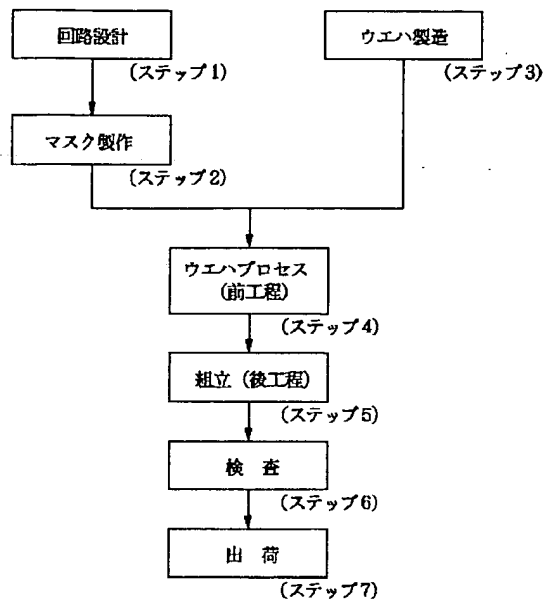 回路設計
(ステップ1)
ウエハ製造
(ステップ3)
マスク製作
(ステップ2)
ウエハプロセス
(前工程)
(ステップ4)
組立 (後工程)
(ステップ5)
検 査
(ステップ6)
出 荷
(ステップ7)